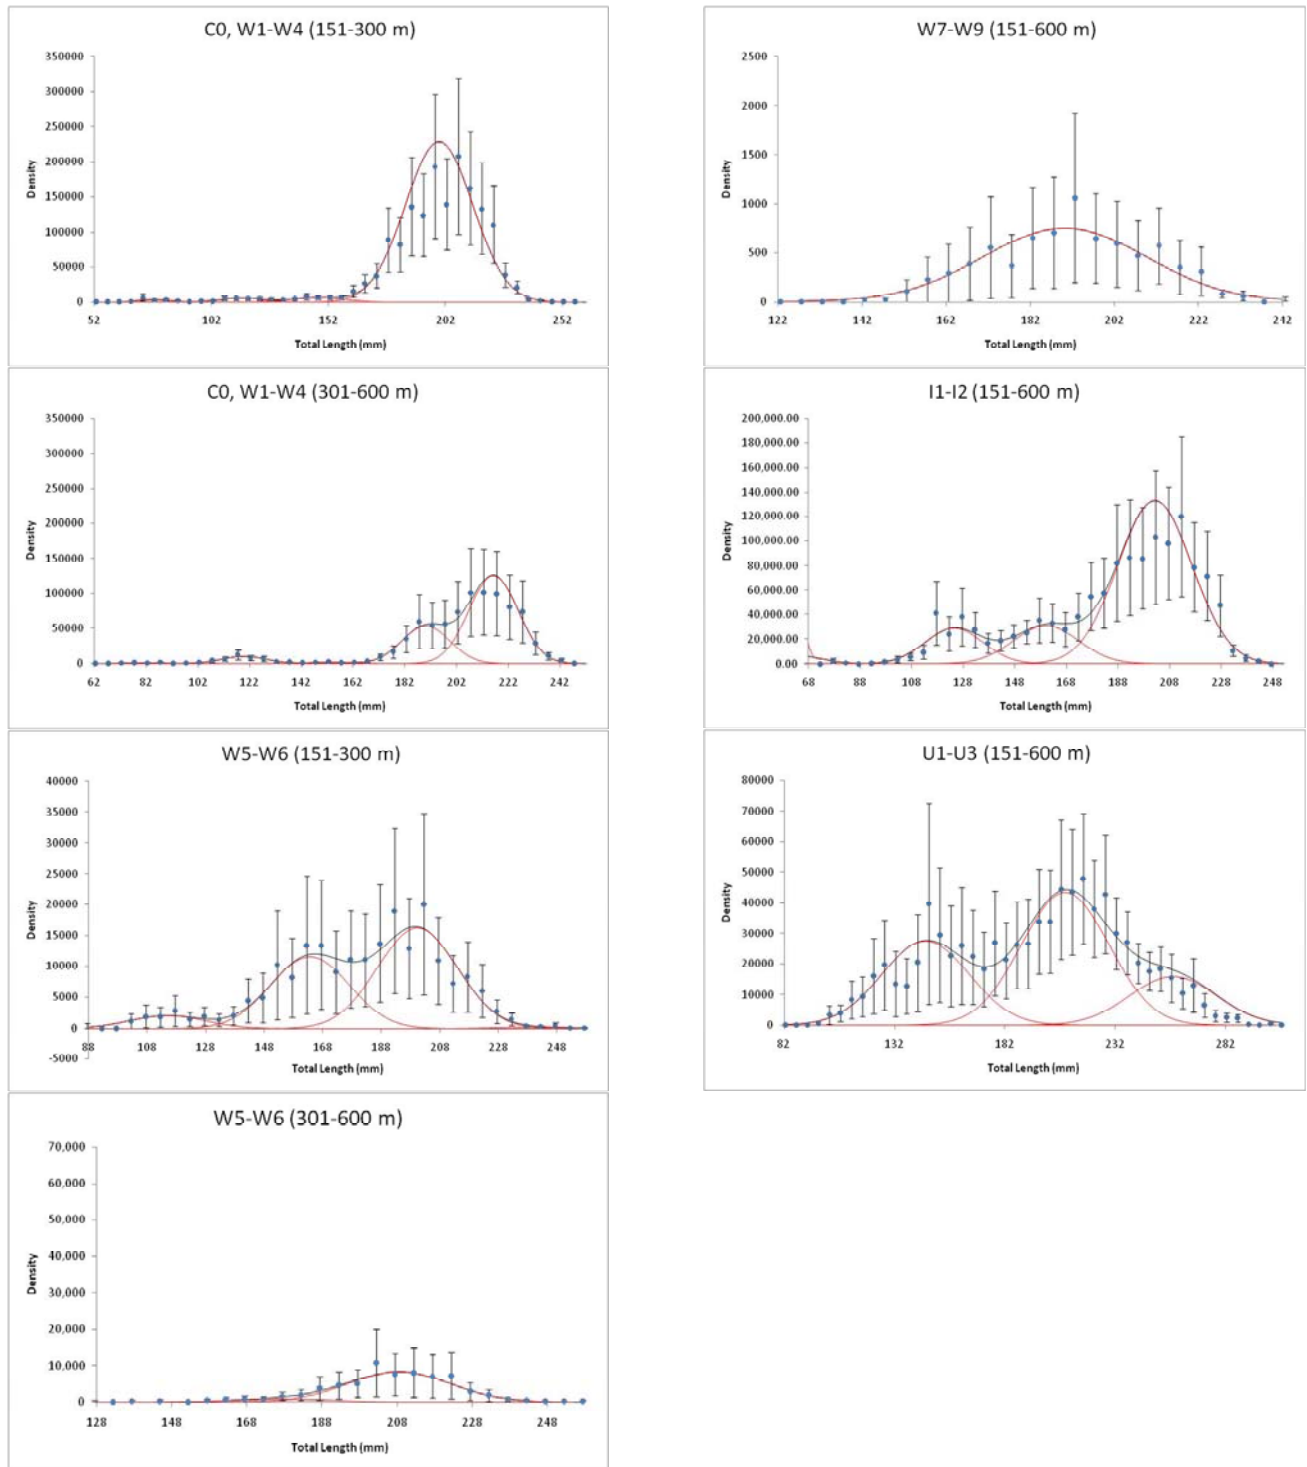 C0, W1-W4 (151-300 m)
350000
300000
250000
200000
150000
100000
50000
0
Density
52 102 152 202 252
Total Length (mm)
W7-W9 (151-600 m)
2500
2000
1500
1000
500
0
Density
122 142 162 182 202 222 242
Total Length (mm)
C0, W1-W4 (301-600 m)
350000
300000
250000
200000
150000
100000
50000
0
Density
62 82 102 122 142 162 182 202 222 242
Total Length (mm)
I1-I2 (151-600 m)
200,000.00
180,000.00
160,000.00
140,000.00
120,000.00
100,000.00
80,000.00
60,000.00
40,000.00
20,000.00
0.00
Density
68 88 108 128 148 168 188 208 228 248
Total Length (mm)
W5-W6 (151-300 m)
40000
35000
30000
25000
20000
15000
10000
5000
0
-5000
Density
88 108 128 148 168 188 208 228 248
Total Length (mm)
U1-U3 (151-600 m)
80000
70000
60000
50000
40000
30000
20000
10000
0
Density
82 132 182 232 282
Total Length (mm)
W5-W6 (301-600 m)
70,000
60,000
50,000
40,000
30,000
20,000
10,000
0
Density
128 148 168 188 208 228 248
Total Length (mm)